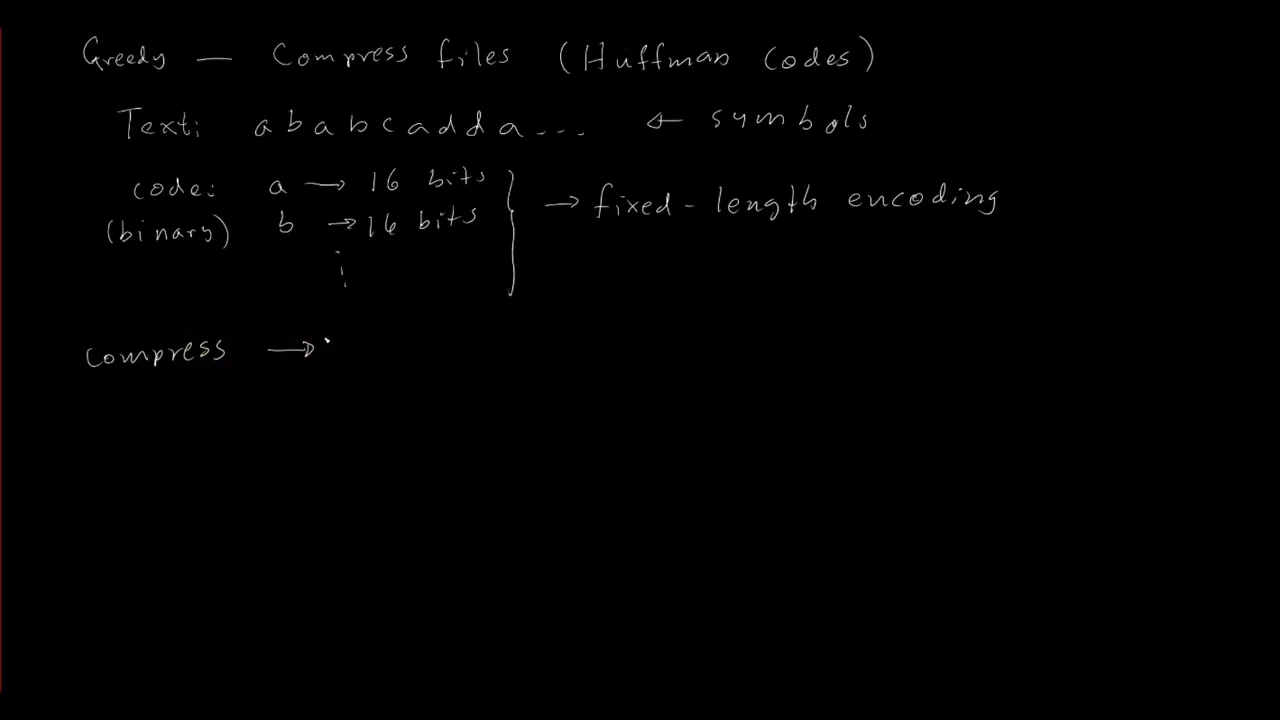 Greedy — Compress files (Huffman Codes)
Text: a b a b c a d d a ... ← symbols
code: a → 16 bits
(binary) b → 16 bits
⋮
} → fixed-length encoding
compress →